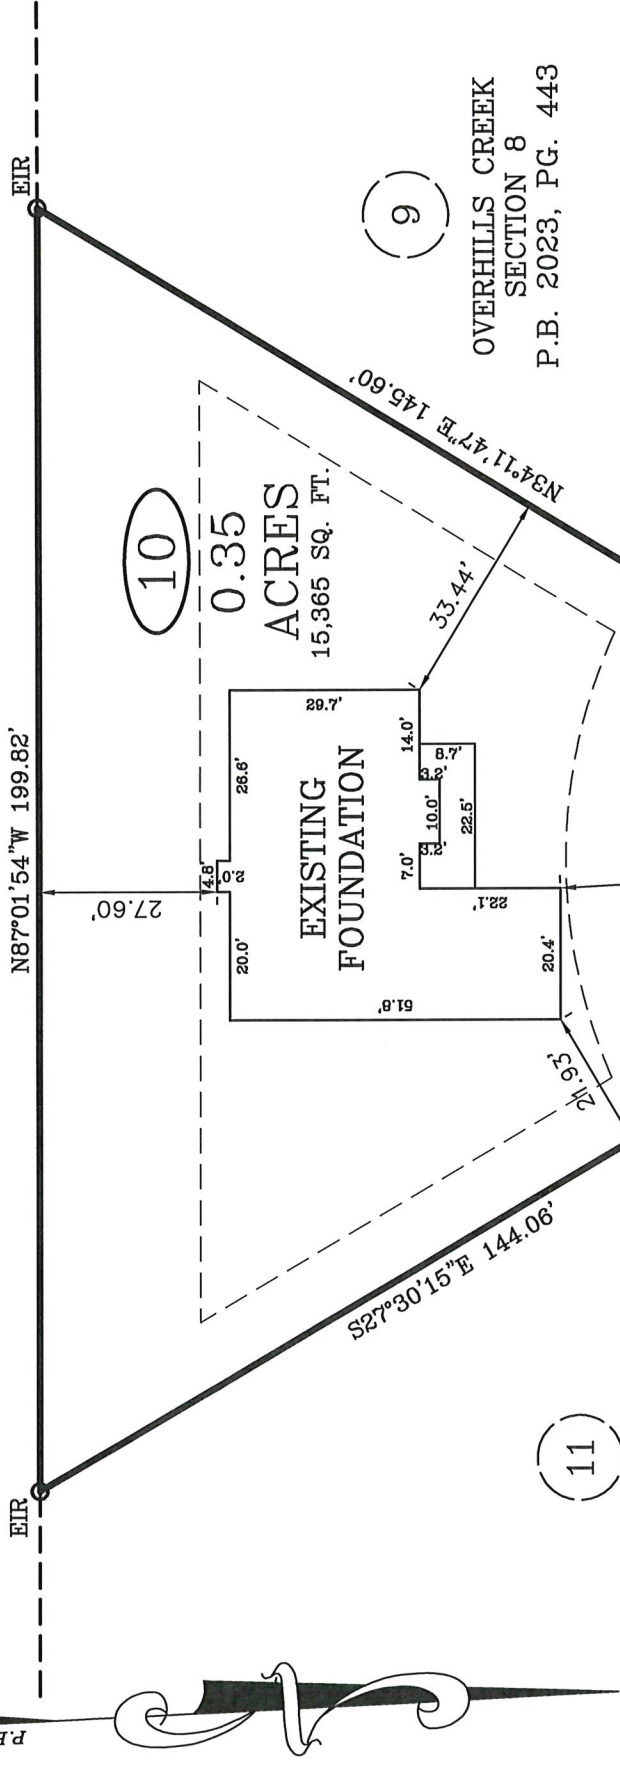 N87°01'54"W 199.82'
EIR
EIR
27.60'
10
0.35
ACRES
15,365 SQ. FT.
9
OVERHILLS CREEK
SECTION 8
P.B. 2023, PG. 443
N34°11'47"E 145.60'
33.44'
EXISTING
FOUNDATION
20.0'
4.8'
2.0'
26.6'
29.7'
14.0'
8.7'
3.2'
10.0'
3.2'
7.0'
22.5'
22.1'
20.4'
51.8'
21.93'
S27°30'15"E 144.06'
11
N